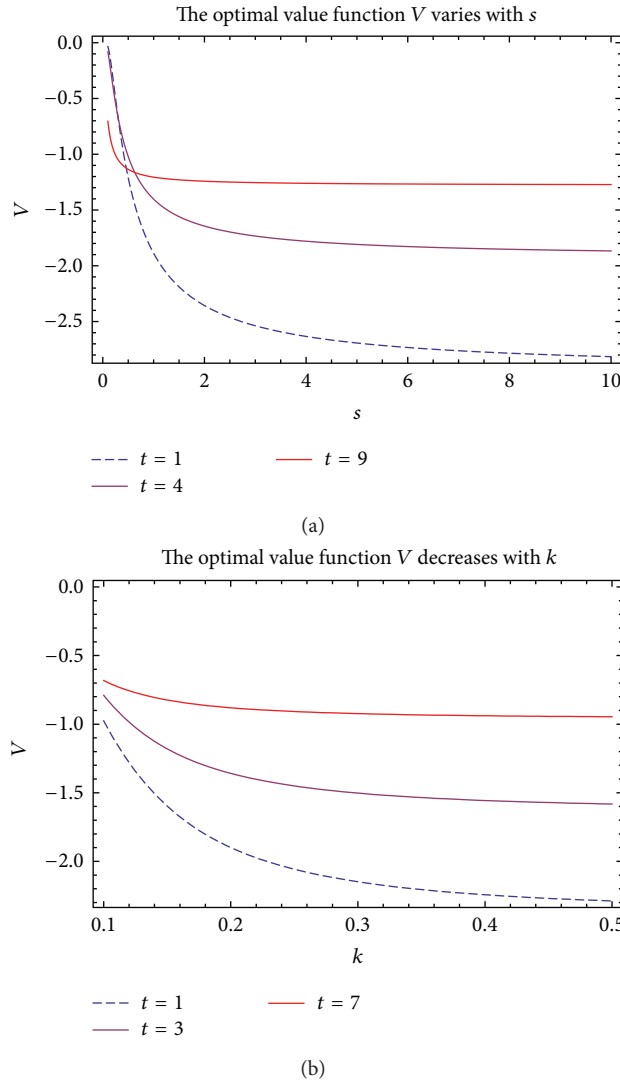 The optimal value function V varies with s
0.0
−0.5
−1.0
−1.5
−2.0
−2.5
V
0 2 4 6 8 10
s
t = 1 t = 9
t = 4
(a)
The optimal value function V decreases with k
0.0
−0.5
−1.0
−1.5
−2.0
V
0.1 0.2 0.3 0.4 0.5
k
t = 1 t = 7
t = 3
(b)